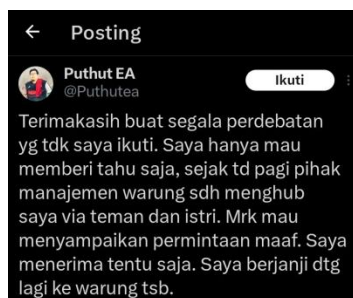 ← Posting
Puthut EA
@Puthutea
Ikuti
Terimakasih buat segala perdebatan
yg tdk saya ikuti. Saya hanya mau
memberi tahu saja, sejak td pagi pihak
manajemen warung sdh menghub
saya via teman dan istri. Mrk mau
menyampaikan permintaan maaf. Saya
menerima tentu saja. Saya berjanji dtg
lagi ke warung tsb.